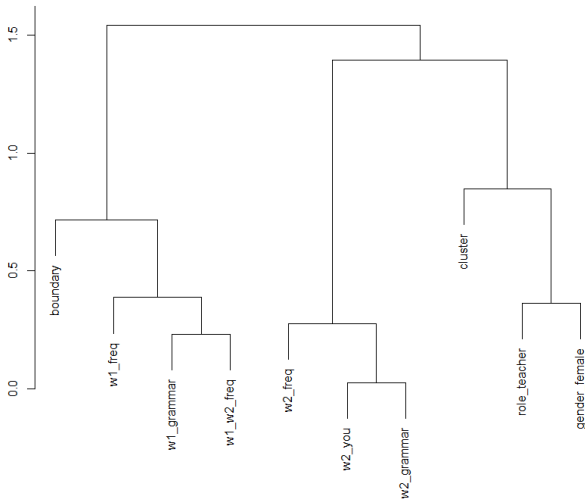 1.5
1.0
0.5
0.0
boundary
w1_freq
w1_grammar
w1_w2_freq
w2_freq
w2_you
w2_grammar
cluster
role_teacher
gender_female